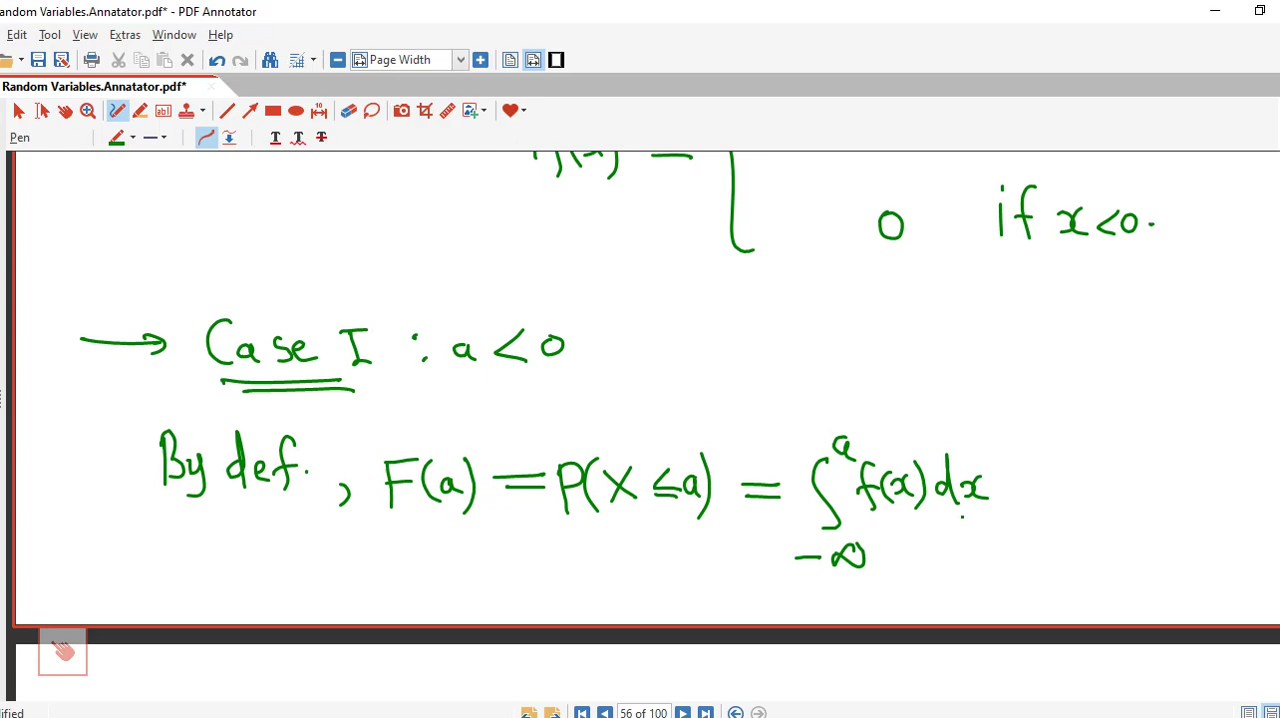 Random Variables.Annatator.pdf* - PDF Annotator
Edit Tool View Extras Window Help
Page Width
Random Variables.Annatator.pdf*
Pen
0 if x<0.
→ Case I : a < 0
By def., F(a) = P(X ≤ a) = ∫_{-∞}^{a} f(x) dx
56 of 100